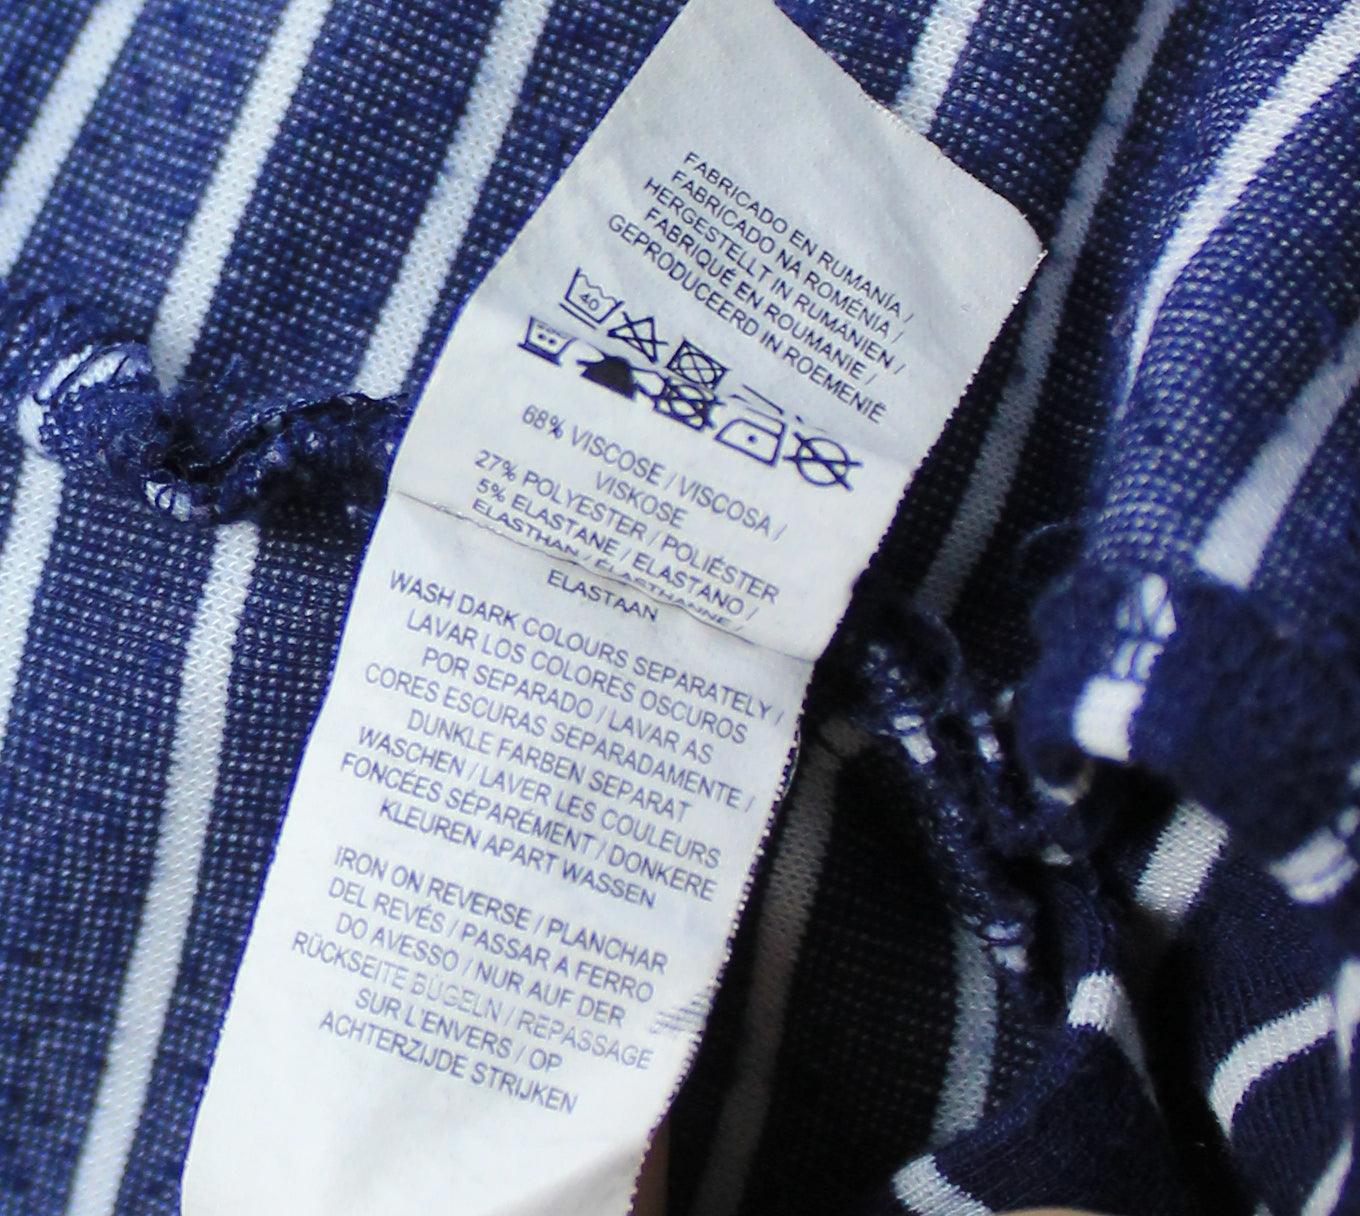 FABRICADO EN RUMANÍA /
FABRICADO NA ROMÉNIA /
HERGESTELLT IN RUMÄNIEN /
FABRIQUÉ EN ROUMANIE /
GEPRODUCEERD IN ROEMENIË
40
68% VISCOSE / VISCOSA /
VISKOSE
27% POLYESTER / POLIÉSTER
5% ELASTANE / ELASTANO /
ELASTHAN / ÉLASTHANNE /
ELASTAAN
WASH DARK COLOURS SEPARATELY /
LAVAR LOS COLORES OSCUROS
POR SEPARADO / LAVAR AS
CORES ESCURAS SEPARADAMENTE /
DUNKLE FARBEN SEPARAT
WASCHEN / LAVER LES COULEURS
FONCÉES SÉPARÉMENT / DONKERE
KLEUREN APART WASSEN
IRON ON REVERSE / PLANCHAR
DEL REVÉS / PASSAR A FERRO
DO AVESSO / NUR AUF DER
RÜCKSEITE BÜGELN / REPASSAGE
SUR L'ENVERS / OP
ACHTERZIJDE STRIJKEN